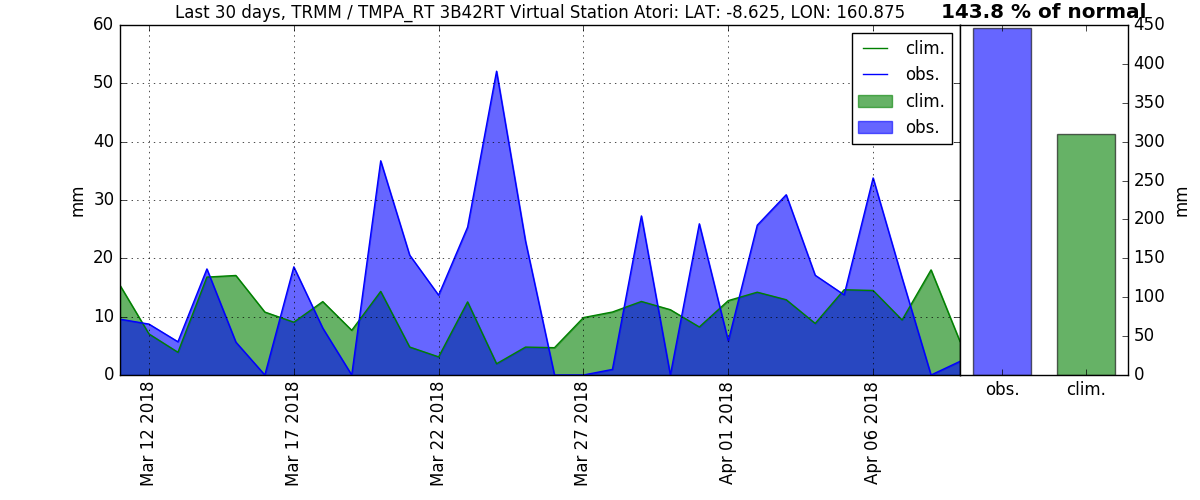 Last 30 days, TRMM / TMPA_RT 3B42RT Virtual Station Atori: LAT: -8.625, LON: 160.875
143.8 % of normal
60
50
40
30
20
10
0
mm
clim.
obs.
clim.
obs.
Mar 12 2018
Mar 17 2018
Mar 22 2018
Mar 27 2018
Apr 01 2018
Apr 06 2018
450
400
350
300
250
200
150
100
50
0
mm
obs.
clim.